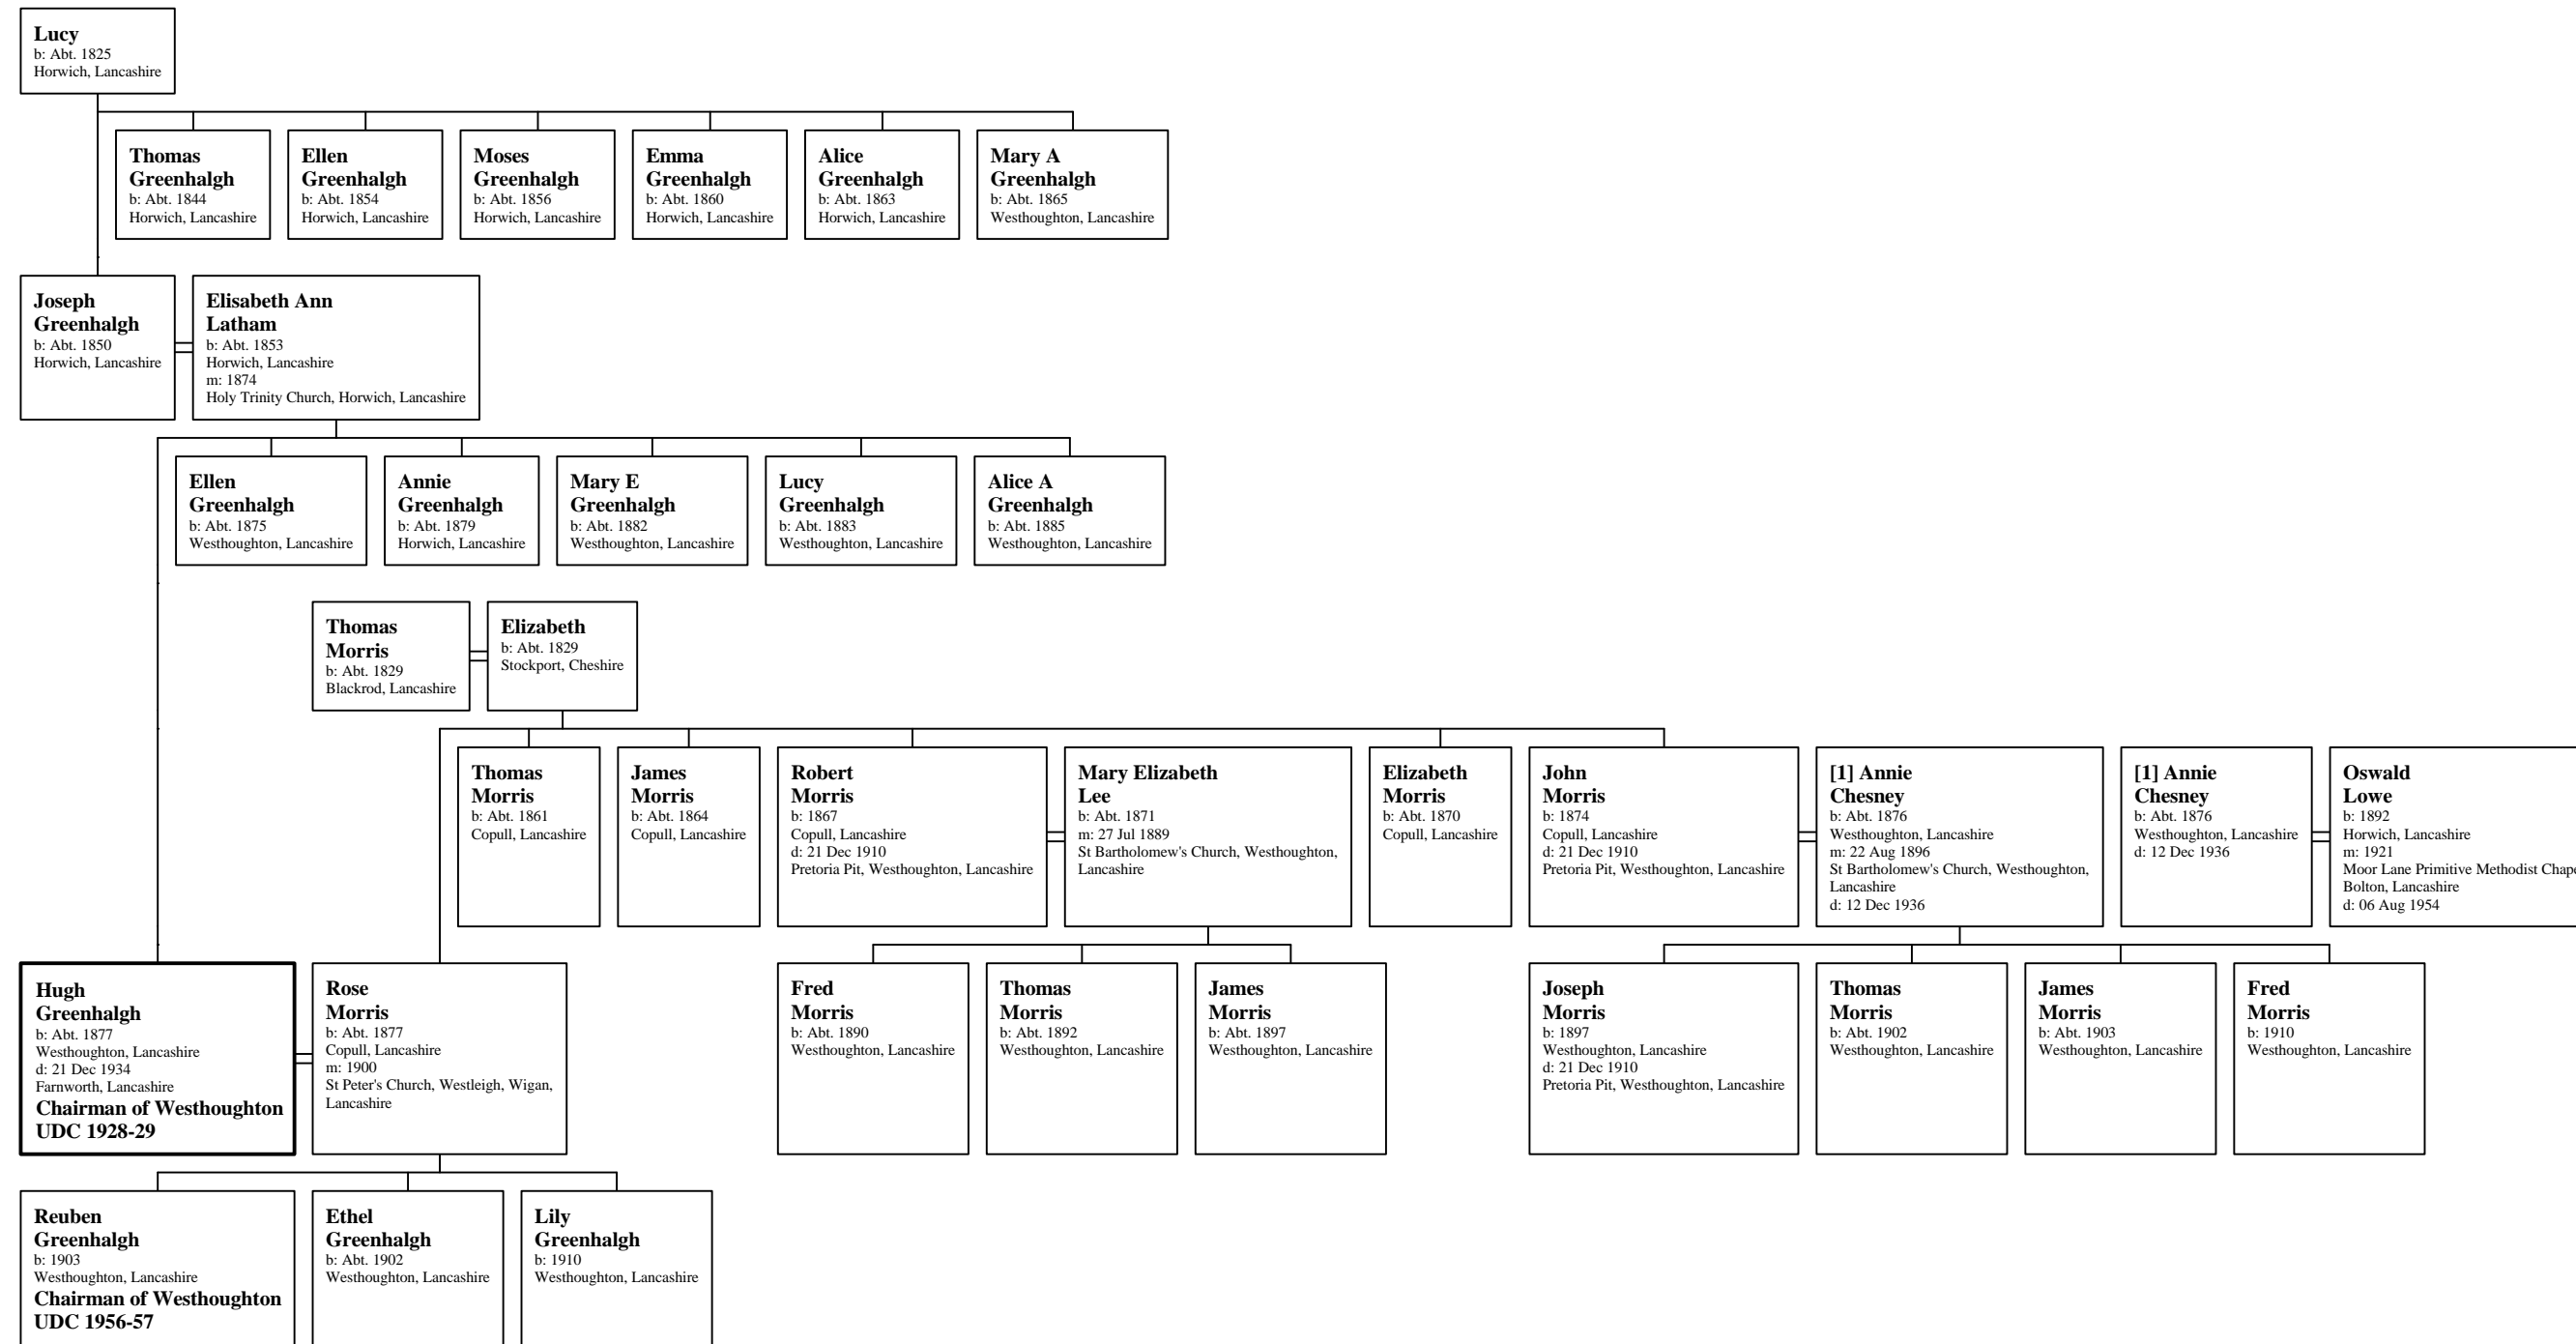 Lucy
b: Abt. 1825
Horwich, Lancashire
Thomas
Greenhalgh
b: Abt. 1844
Horwich, Lancashire
Ellen
Greenhalgh
b: Abt. 1854
Horwich, Lancashire
Moses
Greenhalgh
b: Abt. 1856
Horwich, Lancashire
Emma
Greenhalgh
b: Abt. 1860
Horwich, Lancashire
Alice
Greenhalgh
b: Abt. 1863
Horwich, Lancashire
Mary A
Greenhalgh
b: Abt. 1865
Westhoughton, Lancashire
Joseph
Greenhalgh
b: Abt. 1850
Horwich, Lancashire
Elisabeth Ann
Latham
b: Abt. 1853
Horwich, Lancashire
m: 1874
Holy Trinity Church, Horwich, Lancashire
Ellen
Greenhalgh
b: Abt. 1875
Westhoughton, Lancashire
Annie
Greenhalgh
b: Abt. 1879
Horwich, Lancashire
Mary E
Greenhalgh
b: Abt. 1882
Westhoughton, Lancashire
Lucy
Greenhalgh
b: Abt. 1883
Westhoughton, Lancashire
Alice A
Greenhalgh
b: Abt. 1885
Westhoughton, Lancashire
Thomas
Morris
b: Abt. 1829
Blackrod, Lancashire
Elizabeth
b: Abt. 1829
Stockport, Cheshire
Thomas
Morris
b: Abt. 1861
Copull, Lancashire
James
Morris
b: Abt. 1864
Copull, Lancashire
Robert
Morris
b: 1867
Copull, Lancashire
d: 21 Dec 1910
Pretoria Pit, Westhoughton, Lancashire
Mary Elizabeth
Lee
b: Abt. 1871
m: 27 Jul 1889
St Bartholomew's Church, Westhoughton,
Lancashire
Elizabeth
Morris
b: Abt. 1870
Copull, Lancashire
John
Morris
b: 1874
Copull, Lancashire
d: 21 Dec 1910
Pretoria Pit, Westhoughton, Lancashire
[1] Annie
Chesney
b: Abt. 1876
Westhoughton, Lancashire
m: 22 Aug 1896
St Bartholomew's Church, Westhoughton,
Lancashire
d: 12 Dec 1936
[1] Annie
Chesney
b: Abt. 1876
Westhoughton, Lancashire
d: 12 Dec 1936
Oswald
Lowe
b: 1892
Horwich, Lancashire
m: 1921
Moor Lane Primitive Methodist
Bolton, Lancashire
d: 06 Aug 1954
Hugh
Greenhalgh
b: Abt. 1877
Westhoughton, Lancashire
d: 21 Dec 1934
Farnworth, Lancashire
Chairman of Westhoughton
UDC 1928-29
Rose
Morris
b: Abt. 1877
Copull, Lancashire
m: 1900
St Peter's Church, Westleigh, Wigan,
Lancashire
Fred
Morris
b: Abt. 1890
Westhoughton, Lancashire
Thomas
Morris
b: Abt. 1892
Westhoughton, Lancashire
James
Morris
b: Abt. 1897
Westhoughton, Lancashire
Joseph
Morris
b: 1897
Westhoughton, Lancashire
d: 21 Dec 1910
Pretoria Pit, Westhoughton, Lancashire
Thomas
Morris
b: Abt. 1902
Westhoughton, Lancashire
James
Morris
b: Abt. 1903
Westhoughton, Lancashire
Fred
Morris
b: 1910
Westhoughton, Lancashire
Reuben
Greenhalgh
b: 1903
Westhoughton, Lancashire
Chairman of Westhoughton
UDC 1956-57
Ethel
Greenhalgh
b: Abt. 1902
Westhoughton, Lancashire
Lily
Greenhalgh
b: 1910
Westhoughton, Lancashire